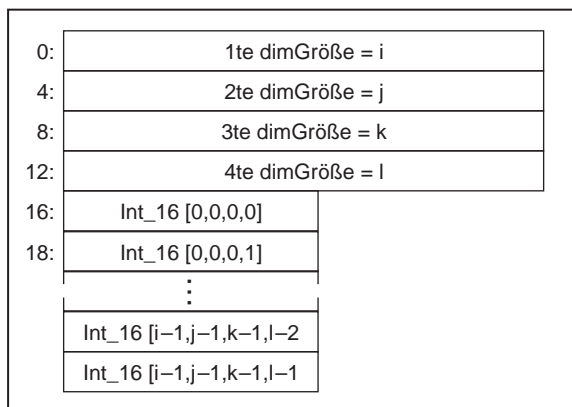 0: 1te dimGröße = i
4: 2te dimGröße = j
8: 3te dimGröße = k
12: 4te dimGröße = l
16: Int_16 [0,0,0,0]
18: Int_16 [0,0,0,1]
⋮
Int_16 [i–1,j–1,k–1,l–2
Int_16 [i–1,j–1,k–1,l–1